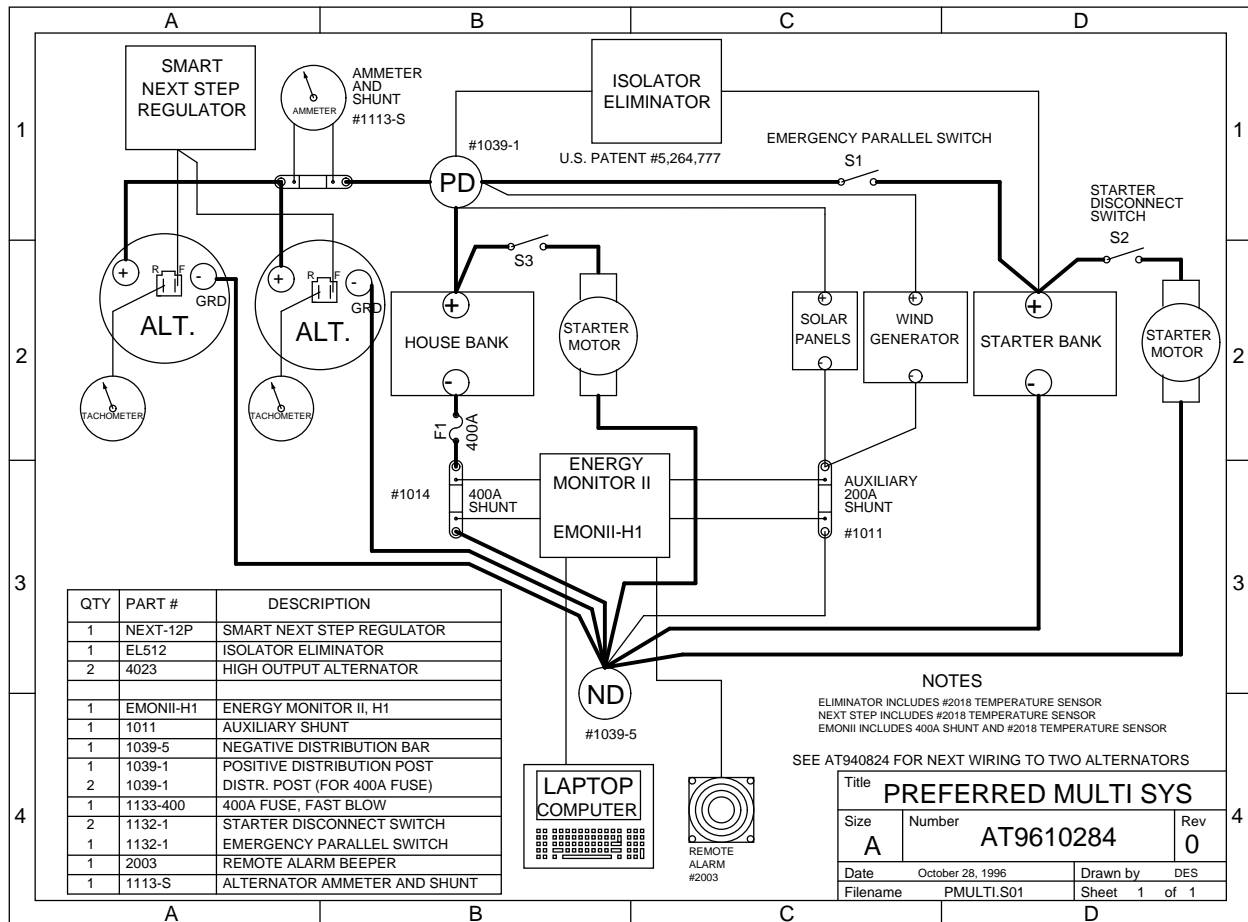 A B C D
1 1
2 2
3 3
4 4
A B C D
SMART
NEXT STEP
REGULATOR
AMMETER
AMMETER
AND
SHUNT
#1113-S
#1039-1
PD
ISOLATOR
ELIMINATOR
U.S. PATENT #5,264,777
EMERGENCY PARALLEL SWITCH
S1
STARTER
DISCONNECT
SWITCH
S2
S3
+
R F
-
GRD
ALT.
TACHOMETER
+
R F
-
GRD
ALT.
TACHOMETER
+
HOUSE BANK
-
STARTER
MOTOR
+
SOLAR
PANELS
-
+
WIND
GENERATOR
-
+
STARTER BANK
-
STARTER
MOTOR
F1
400A
#1014
400A
SHUNT
ENERGY
MONITOR II
EMONII-H1
AUXILIARY
200A
SHUNT
#1011
ND
#1039-5
LAPTOP
COMPUTER
REMOTE
ALARM
#2003
QTY PART # DESCRIPTION
1 NEXT-12P SMART NEXT STEP REGULATOR
1 EL512 ISOLATOR ELIMINATOR
2 4023 HIGH OUTPUT ALTERNATOR
1 EMONII-H1 ENERGY MONITOR II, H1
1 1011 AUXILIARY SHUNT
1 1039-5 NEGATIVE DISTRIBUTION BAR
1 1039-1 POSITIVE DISTRIBUTION POST
2 1039-1 DISTR. POST (FOR 400A FUSE)
1 1133-400 400A FUSE, FAST BLOW
2 1132-1 STARTER DISCONNECT SWITCH
1 1132-1 EMERGENCY PARALLEL SWITCH
1 2003 REMOTE ALARM BEEPER
1 1113-S ALTERNATOR AMMETER AND SHUNT
NOTES
ELIMINATOR INCLUDES #2018 TEMPERATURE SENSOR
NEXT STEP INCLUDES #2018 TEMPERATURE SENSOR
EMONII INCLUDES 400A SHUNT AND #2018 TEMPERATURE SENSOR
SEE AT940824 FOR NEXT WIRING TO TWO ALTERNATORS
Title PREFERRED MULTI SYS
Size A Number AT9610284 Rev 0
Date October 28, 1996 Drawn by DES
Filename PMULTI.S01 Sheet 1 of 1